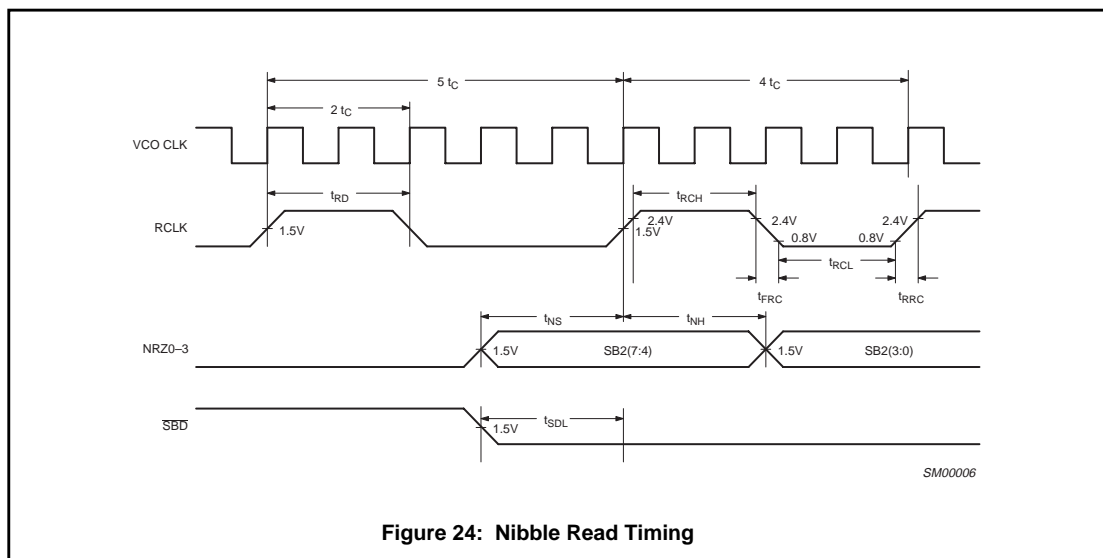 5 tC
4 tC
2 tC
VCO CLK
tRD
tRCH
RCLK
1.5V
2.4V
1.5V
2.4V
0.8V
0.8V
2.4V
tRCL
tFRC
tRRC
tNS
tNH
NRZ0–3
1.5V
SB2(7:4)
1.5V
SB2(3:0)
SBD
1.5V
tSDL
SM00006
Figure 24: Nibble Read Timing